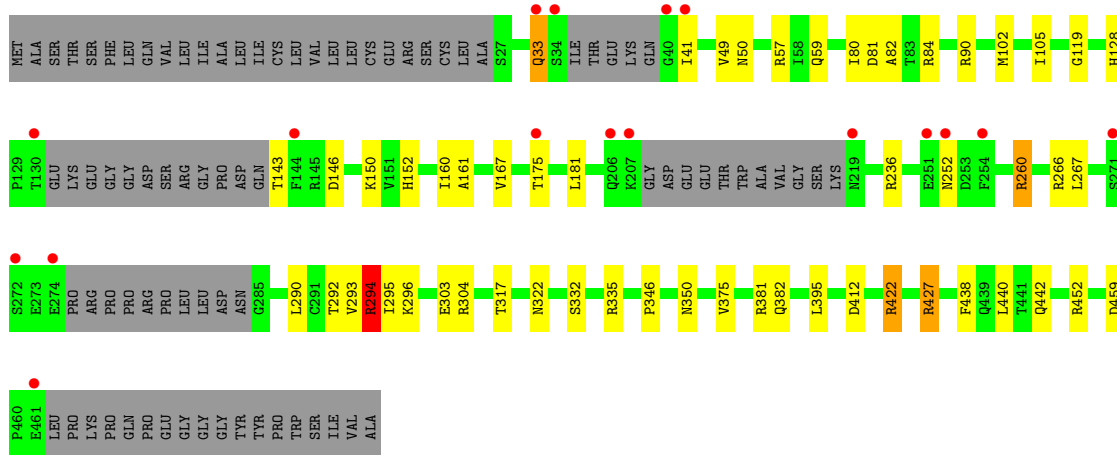 MET ALA SER THR SER PHE LEU GLN VAL LEU ILE ALA LEU ILE CYS LEU VAL LEU LEU CYS GLU ARG SER CYS LEU ALA S27 Q33 S34 ILE THR GLU LYS GLN G40 I41 V49 N50 R57 I58 Q59 I80 D81 A82 T83 R84 R90 M102 I105 G119 H128
P129 T130 GLU LYS GLU GLY GLY ASP SER ARG GLY PRO ASP GLN T143 F144 R145 D146 K150 V151 H152 I160 A161 V167 T175 L181 Q206 K207 GLY ASP GLU GLU THR TRP ALA VAL GLY SER LYS N219 R236 E251 N252 D253 F254 R260 R266 L267 S271
S272 E273 E274 PRO ARG PRO PRO ARG PRO LEU LEU ASP ASN G285 L290 C291 T292 V293 R294 I295 K296 E303 R304 T317 N322 S332 R335 P346 N350 V375 R381 Q382 L395 D412 R422 R427 F438 Q439 L440 T441 Q442 R452 D459
P460 E461 LEU PRO LYS PRO GLN PRO GLU GLY GLY GLY TYR TYR PRO TRP SER ILE VAL ALA